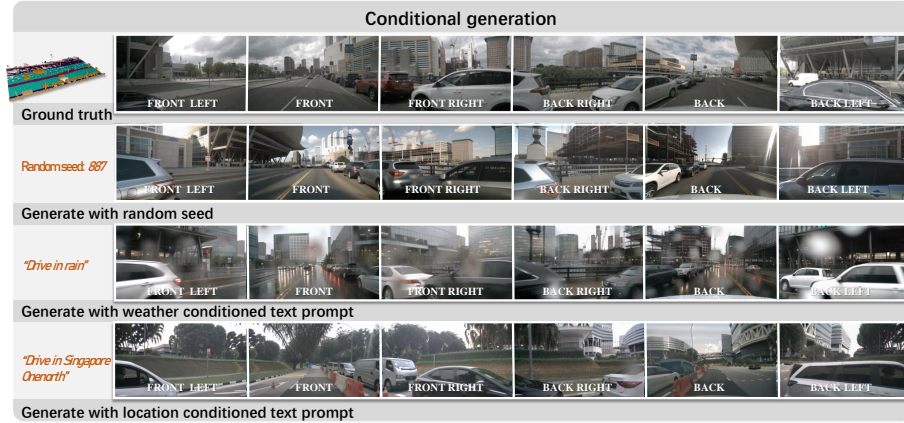 Conditional generation
FRONT LEFT FRONT FRONT RIGHT BACK RIGHT BACK BACK LEFT
Ground truth
Random seed: 887
FRONT LEFT FRONT FRONT RIGHT BACK RIGHT BACK BACK LEFT
Generate with random seed
"Drive in rain"
FRONT LEFT FRONT FRONT RIGHT BACK RIGHT BACK BACK LEFT
Generate with weather conditioned text prompt
"Drive in Singapore
Onenorth"
FRONT LEFT FRONT FRONT RIGHT BACK RIGHT BACK BACK LEFT
Generate with location conditioned text prompt